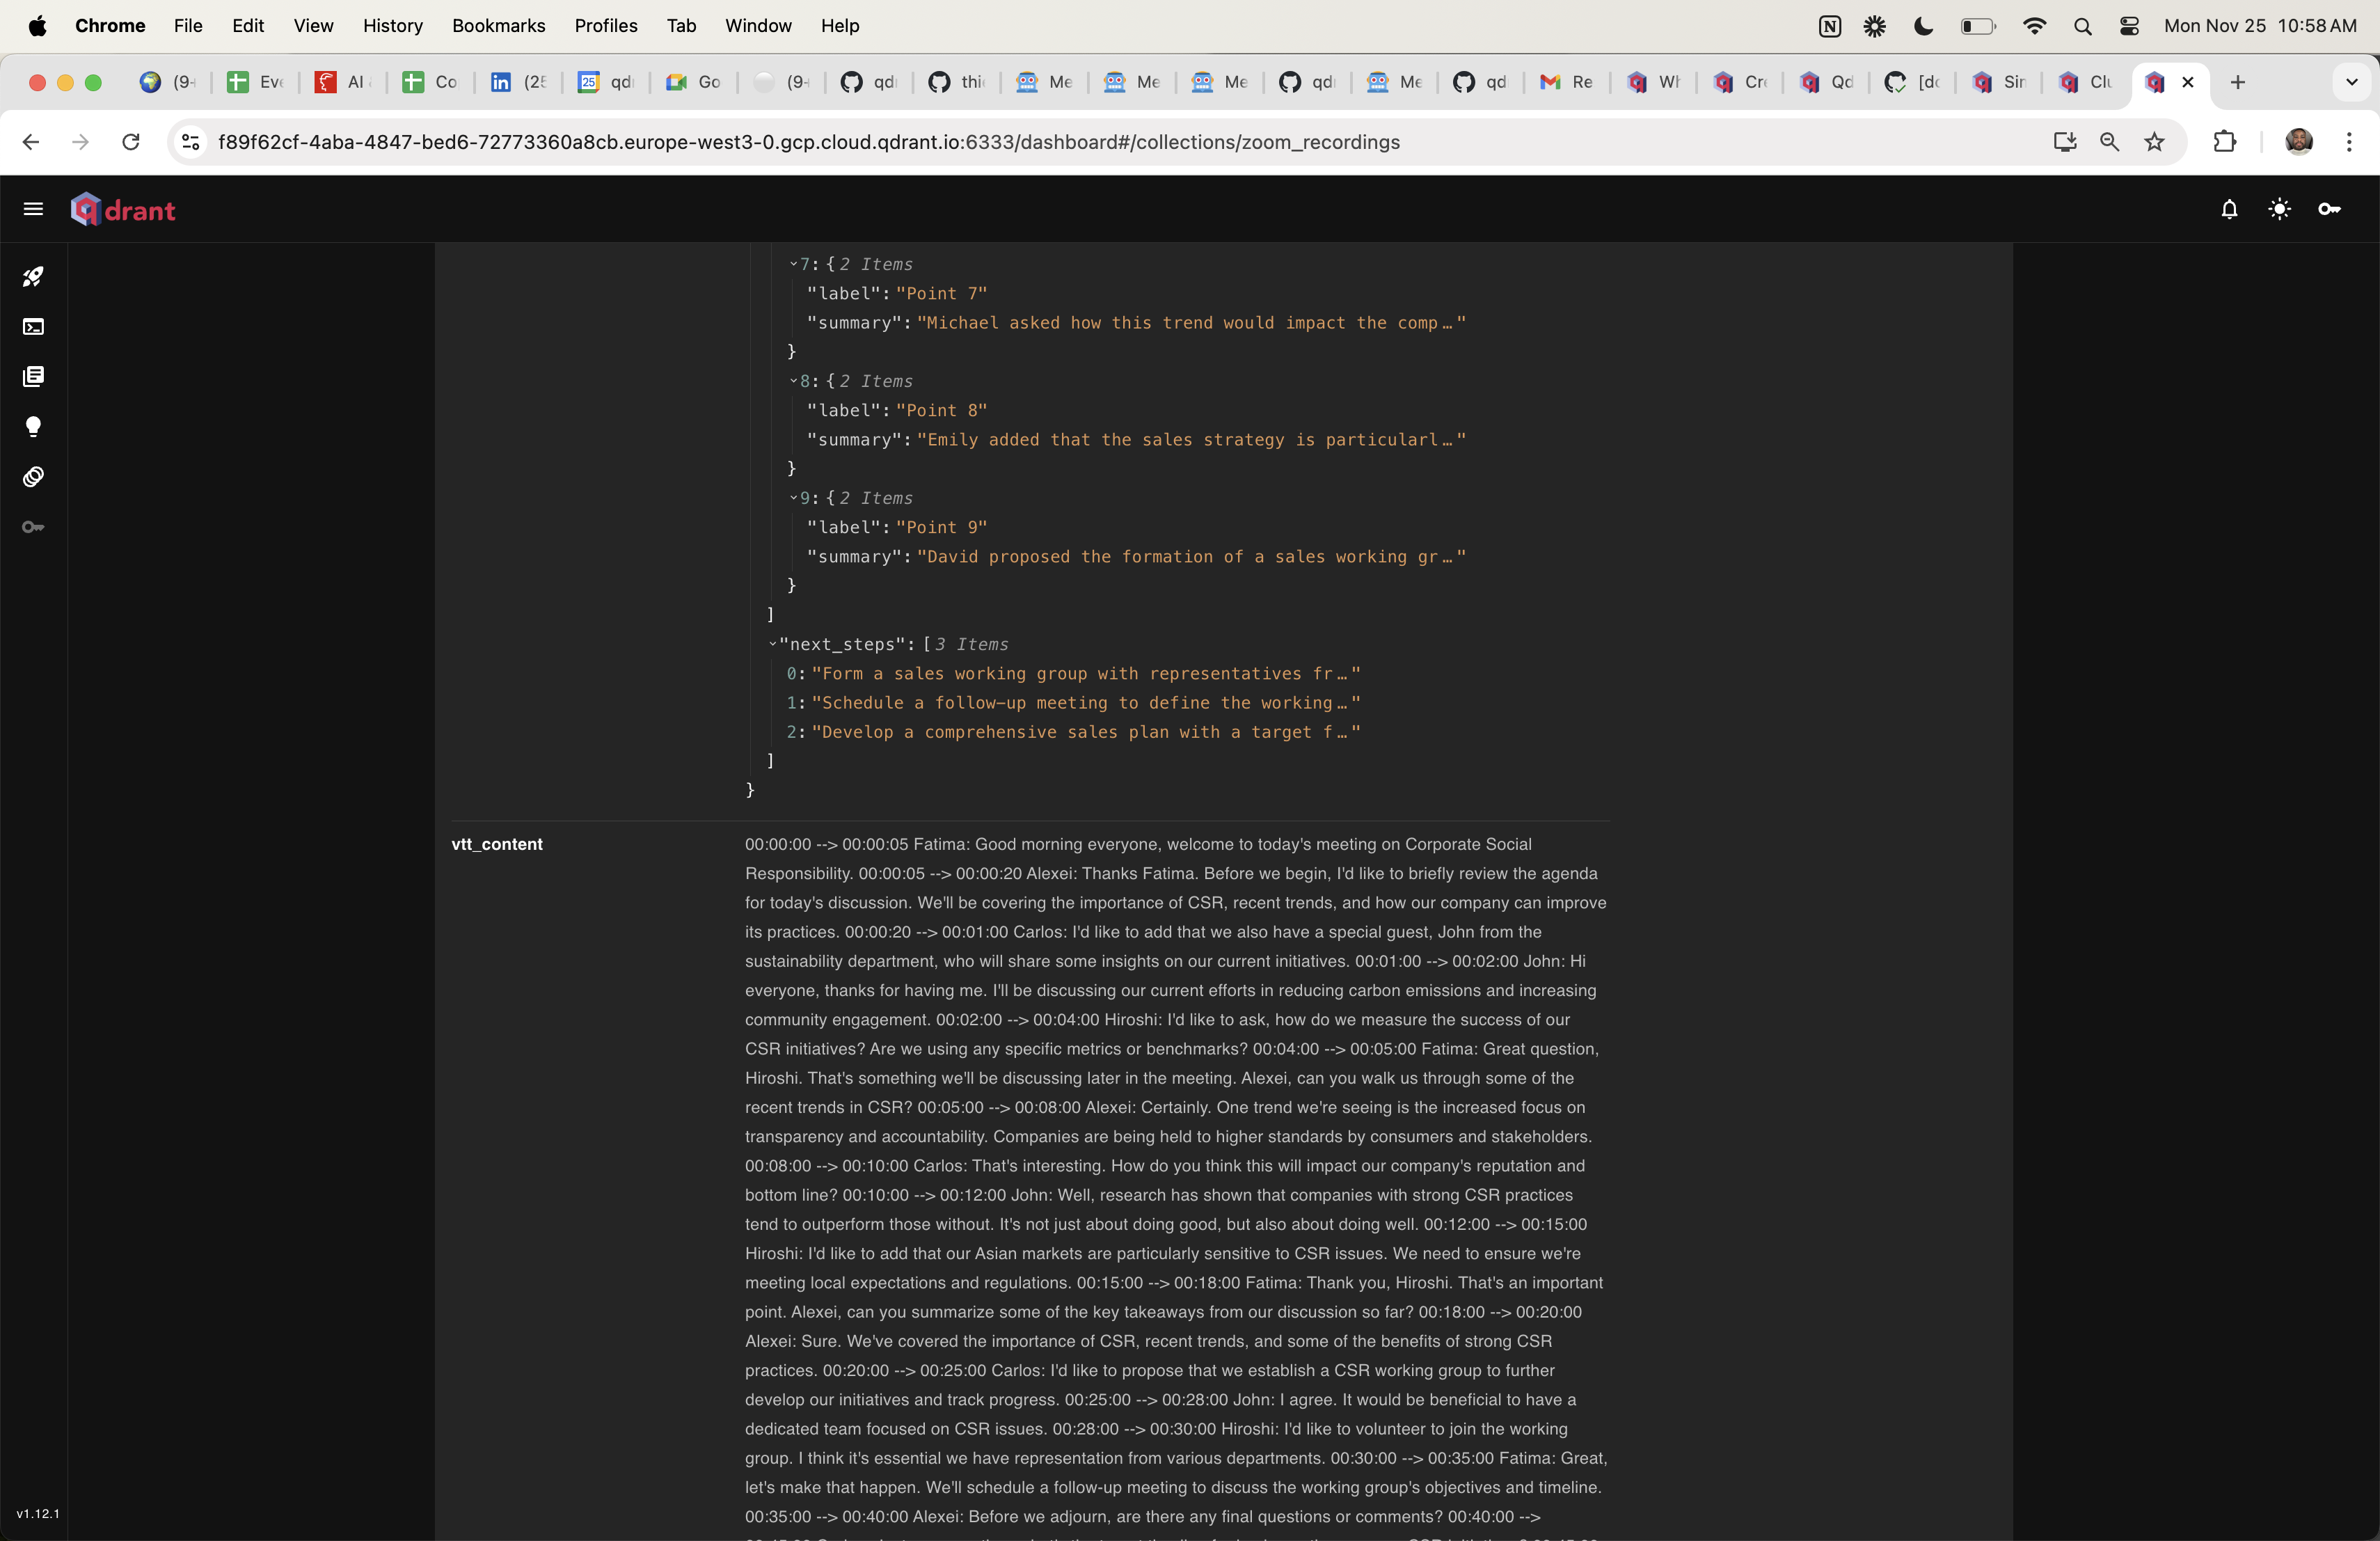 Chrome File Edit View History Bookmarks Profiles Tab Window Help Mon Nov 25 10:58 AM
(9- Eve AI Co (25 qdr Go (9- qdr thie Me Me Me qdr Me qdr Re Wh Cre Qd [do Sim Clu
f89f62cf-4aba-4847-bed6-72773360a8cb.europe-west3-0.gcp.cloud.qdrant.io:6333/dashboard#/collections/zoom_recordings
qdrant
7: { 2 Items
"label": "Point 7"
"summary": "Michael asked how this trend would impact the comp…"
}
8: { 2 Items
"label": "Point 8"
"summary": "Emily added that the sales strategy is particularl…"
}
9: { 2 Items
"label": "Point 9"
"summary": "David proposed the formation of a sales working gr…"
}
]
"next_steps": [ 3 Items
0: "Form a sales working group with representatives fr…"
1: "Schedule a follow-up meeting to define the working…"
2: "Develop a comprehensive sales plan with a target f…"
]
}
vtt_content
00:00:00 --> 00:00:05 Fatima: Good morning everyone, welcome to today's meeting on Corporate Social
Responsibility. 00:00:05 --> 00:00:20 Alexei: Thanks Fatima. Before we begin, I'd like to briefly review the agenda
for today's discussion. We'll be covering the importance of CSR, recent trends, and how our company can improve
its practices. 00:00:20 --> 00:01:00 Carlos: I'd like to add that we also have a special guest, John from the
sustainability department, who will share some insights on our current initiatives. 00:01:00 --> 00:02:00 John: Hi
everyone, thanks for having me. I'll be discussing our current efforts in reducing carbon emissions and increasing
community engagement. 00:02:00 --> 00:04:00 Hiroshi: I'd like to ask, how do we measure the success of our
CSR initiatives? Are we using any specific metrics or benchmarks? 00:04:00 --> 00:05:00 Fatima: Great question,
Hiroshi. That's something we'll be discussing later in the meeting. Alexei, can you walk us through some of the
recent trends in CSR? 00:05:00 --> 00:08:00 Alexei: Certainly. One trend we're seeing is the increased focus on
transparency and accountability. Companies are being held to higher standards by consumers and stakeholders.
00:08:00 --> 00:10:00 Carlos: That's interesting. How do you think this will impact our company's reputation and
bottom line? 00:10:00 --> 00:12:00 John: Well, research has shown that companies with strong CSR practices
tend to outperform those without. It's not just about doing good, but also about doing well. 00:12:00 --> 00:15:00
Hiroshi: I'd like to add that our Asian markets are particularly sensitive to CSR issues. We need to ensure we're
meeting local expectations and regulations. 00:15:00 --> 00:18:00 Fatima: Thank you, Hiroshi. That's an important
point. Alexei, can you summarize some of the key takeaways from our discussion so far? 00:18:00 --> 00:20:00
Alexei: Sure. We've covered the importance of CSR, recent trends, and some of the benefits of strong CSR
practices. 00:20:00 --> 00:25:00 Carlos: I'd like to propose that we establish a CSR working group to further
develop our initiatives and track progress. 00:25:00 --> 00:28:00 John: I agree. It would be beneficial to have a
dedicated team focused on CSR issues. 00:28:00 --> 00:30:00 Hiroshi: I'd like to volunteer to join the working
group. I think it's essential we have representation from various departments. 00:30:00 --> 00:35:00 Fatima: Great,
let's make that happen. We'll schedule a follow-up meeting to discuss the working group's objectives and timeline.
00:35:00 --> 00:40:00 Alexei: Before we adjourn, are there any final questions or comments? 00:40:00 -->
v1.12.1